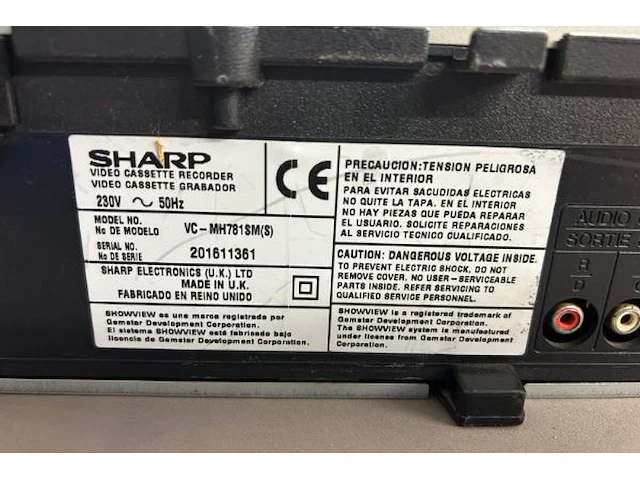 SHARP
VIDEO CASSETTE RECORDER
VIDEO CASSETTE GRABADOR
230V ~ 50Hz
MODEL NO.
No DE MODELO
VC-MH781SM(S)
SERIAL NO.
No DE SERIE
201611361
SHARP ELECTRONICS (U.K.) LTD
MADE IN U.K.
FABRICADO EN REINO UNIDO
SHOWVIEW es una marca registrada por
Gemstar Development Corporation.
El sistema SHOWVIEW está fabricado bajo
licencia de Gemstar Development Corporation.
CE
PRECAUCION:TENSION PELIGROSA
EN EL INTERIOR
PARA EVITAR SACUDIDAS ELECTRICAS
NO QUITE LA TAPA. EN EL INTERIOR
NO HAY PIEZAS QUE PUEDA REPARAR
EL USUARIO. SOLICITE REPARACIONES
AL SERVICIO TECNICO CUALIFICADO.
CAUTION: DANGEROUS VOLTAGE INSIDE.
TO PREVENT ELECTRIC SHOCK, DO NOT
REMOVE COVER. NO USER-SERVICEABLE
PARTS INSIDE. REFER SERVICING TO
QUALIFIED SERVICE PERSONNEL.
SHOWVIEW is a registered trademark of
Gemstar Development Corporation.
The SHOWVIEW system is manufactured
under license from Gemstar Development
Corporation.
AUDIO
SORTIE
R
D